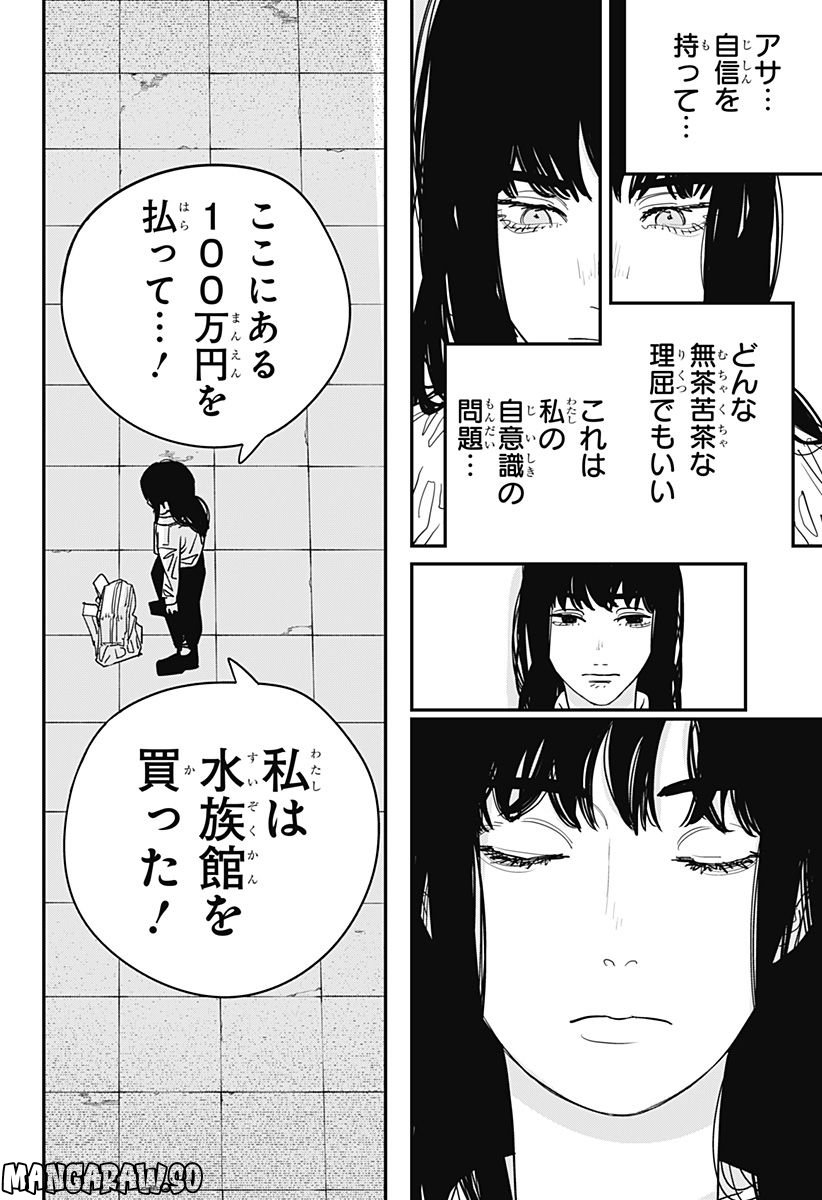 アサ…
自信を
持って…
どんな
無茶苦茶な
理屈でもいい
これは
私の
自意識の
問題…
ここにある
１００万円を
払って…！
私は
水族館を
買った！
MANGARAW.SO